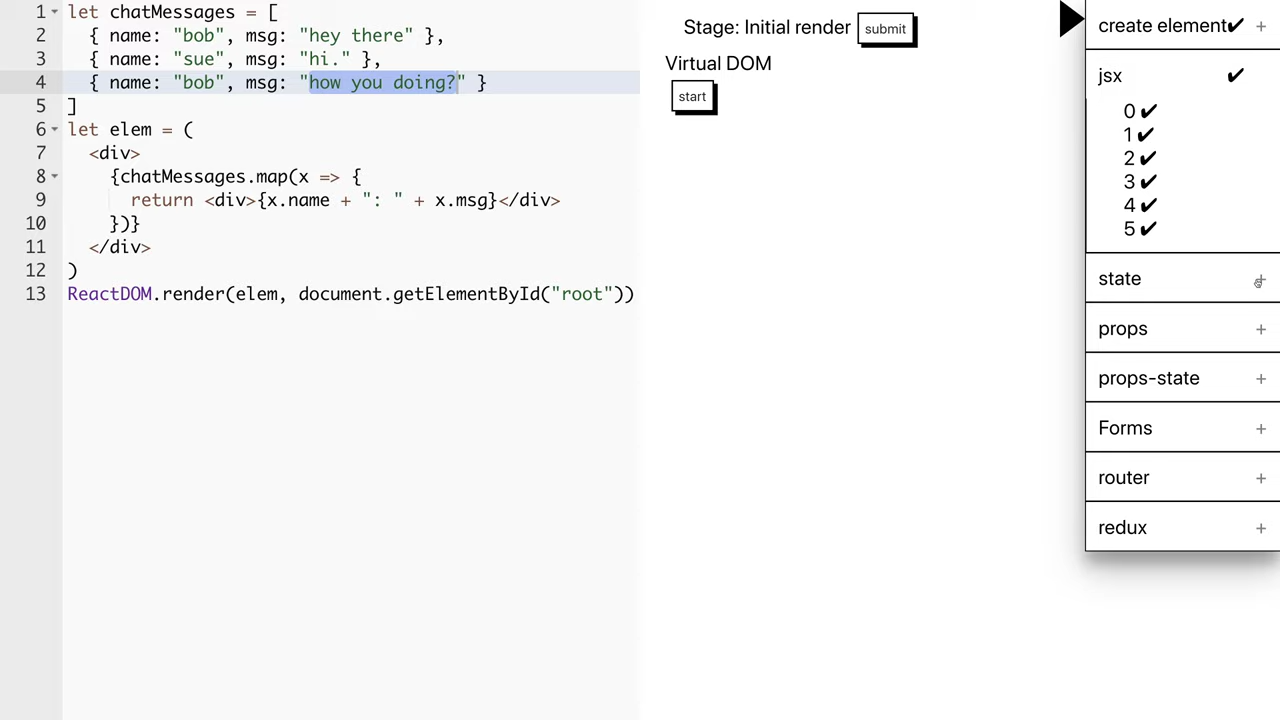 1 let chatMessages = [
2 { name: "bob", msg: "hey there" },
3 { name: "sue", msg: "hi." },
4 { name: "bob", msg: "how you doing?" }
5 ]
6 let elem = (
7 <div>
8 {chatMessages.map(x => {
9 return <div>{x.name + ": " + x.msg}</div>
10 })}
11 </div>
12 )
13 ReactDOM.render(elem, document.getElementById("root"))
Stage: Initial render submit
Virtual DOM
start
create element✔ +
jsx ✔
0 ✔
1 ✔
2 ✔
3 ✔
4 ✔
5 ✔
state +
props +
props-state +
Forms +
router +
redux +